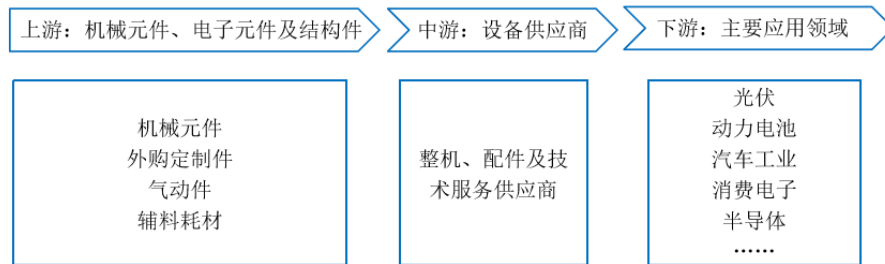 上游：机械元件、电子元件及结构件
中游：设备供应商
下游：主要应用领域
机械元件
外购定制件
气动件
辅料耗材
整机、配件及技
术服务供应商
光伏
动力电池
汽车工业
消费电子
半导体
……